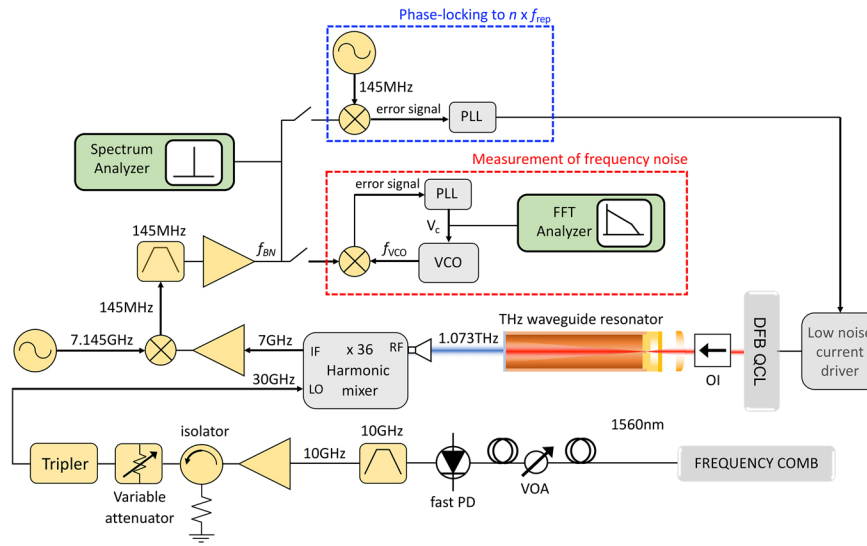 Phase-locking to n x frep
145MHz
error signal
PLL
Spectrum
Analyzer
Measurement of frequency noise
error signal
PLL
Vc
FFT
Analyzer
145MHz
fBN
fVCO
VCO
145MHz
THz waveguide resonator
DFB QCL
Low noise
current
driver
7.145GHz
7GHz
IF
x 36
RF
Harmonic
mixer
LO
1.073THz
OI
30GHz
isolator
10GHz
10GHz
1560nm
Tripler
Variable
attenuator
fast PD
VOA
FREQUENCY COMB